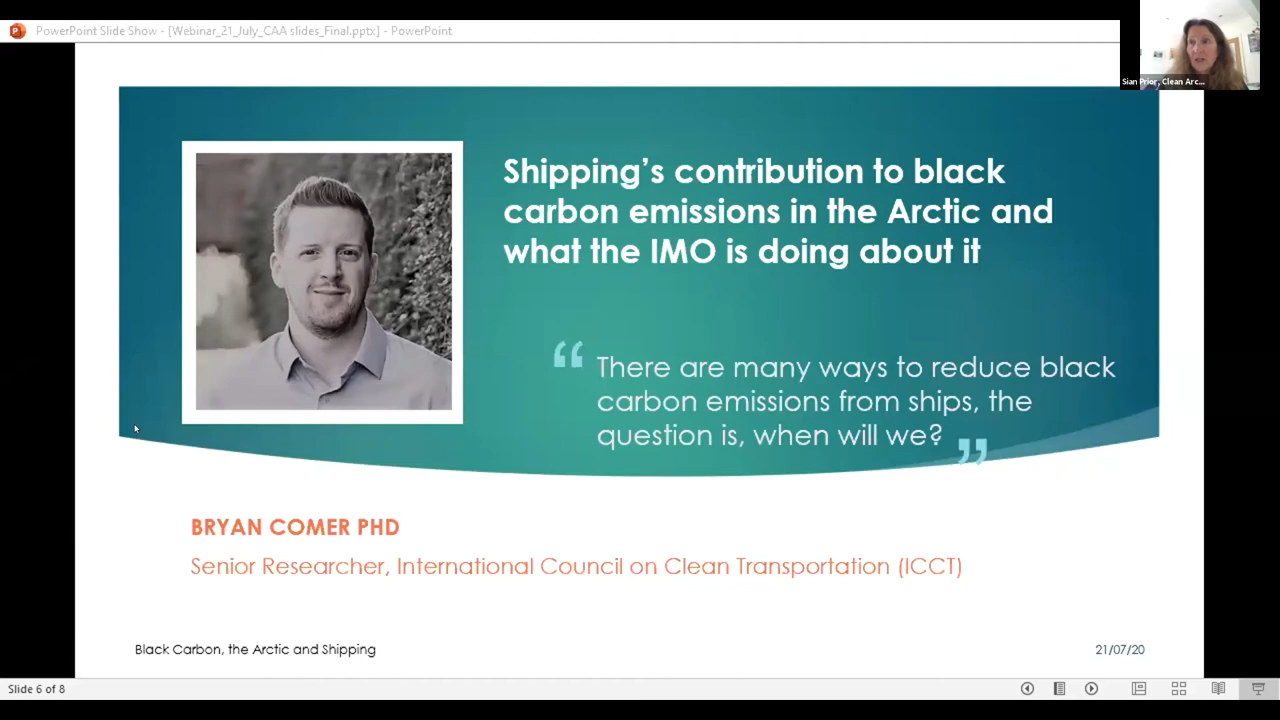 PowerPoint Slide Show - [Webinar_21_July_CAA slides_Final.ppb:] - PowerPoint
Sian Prior, Clean Arc...
Shipping's contribution to black
carbon emissions in the Arctic and
what the IMO is doing about it
“ There are many ways to reduce black
carbon emissions from ships, the
question is, when will we? ”
BRYAN COMER PHD
Senior Researcher, International Council on Clean Transportation (ICCT)
Black Carbon, the Arctic and Shipping
21/07/20
Slide 6 of 8